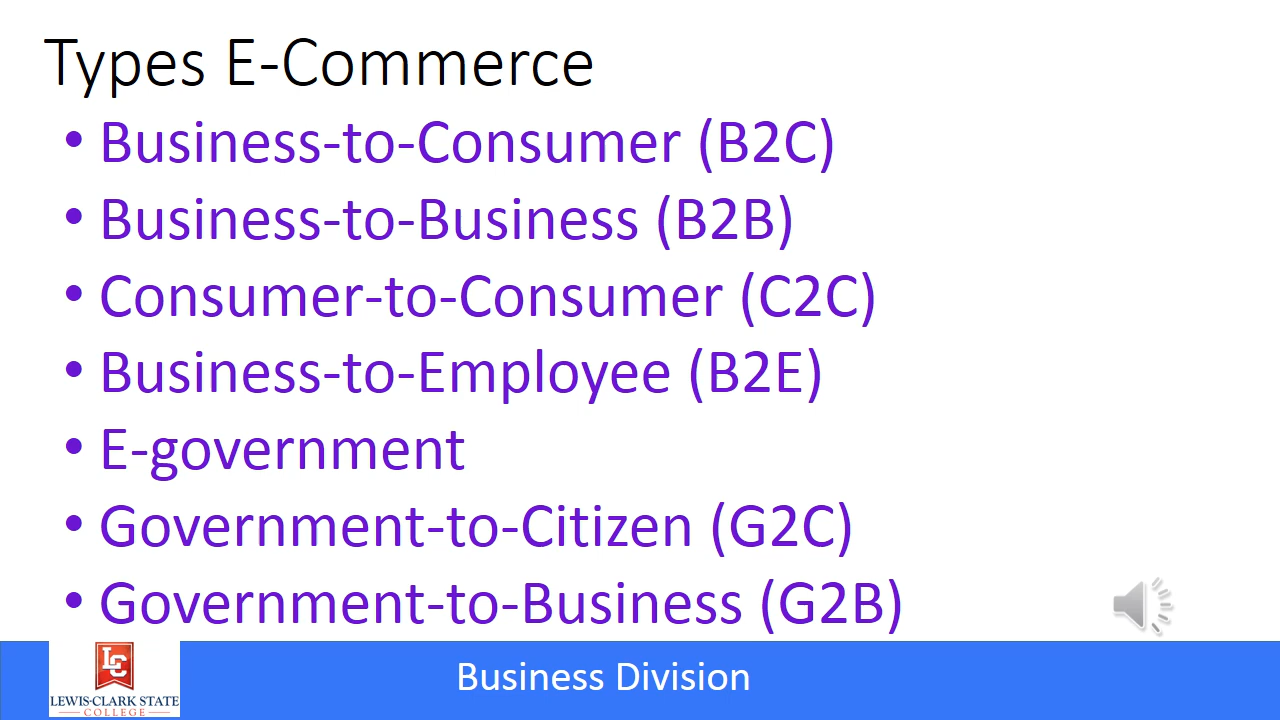 Types E-Commerce
• Business-to-Consumer (B2C)
• Business-to-Business (B2B)
• Consumer-to-Consumer (C2C)
• Business-to-Employee (B2E)
• E-government
• Government-to-Citizen (G2C)
• Government-to-Business (G2B)
LC
LEWIS-CLARK STATE
COLLEGE
Business Division